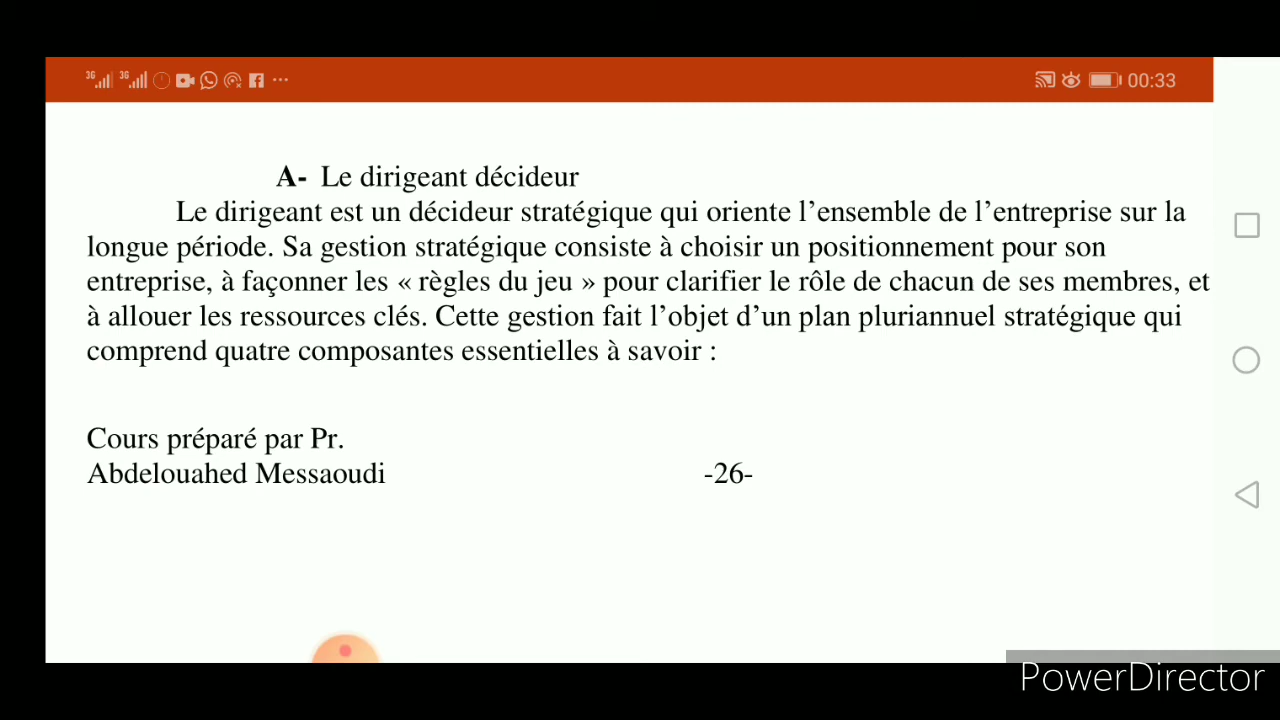 3G 3G 00:33
A- Le dirigeant décideur
Le dirigeant est un décideur stratégique qui oriente l’ensemble de l’entreprise sur la
longue période. Sa gestion stratégique consiste à choisir un positionnement pour son
entreprise, à façonner les « règles du jeu » pour clarifier le rôle de chacun de ses membres, et
à allouer les ressources clés. Cette gestion fait l’objet d’un plan pluriannuel stratégique qui
comprend quatre composantes essentielles à savoir :
Cours préparé par Pr.
Abdelouahed Messaoudi -26-
PowerDirector